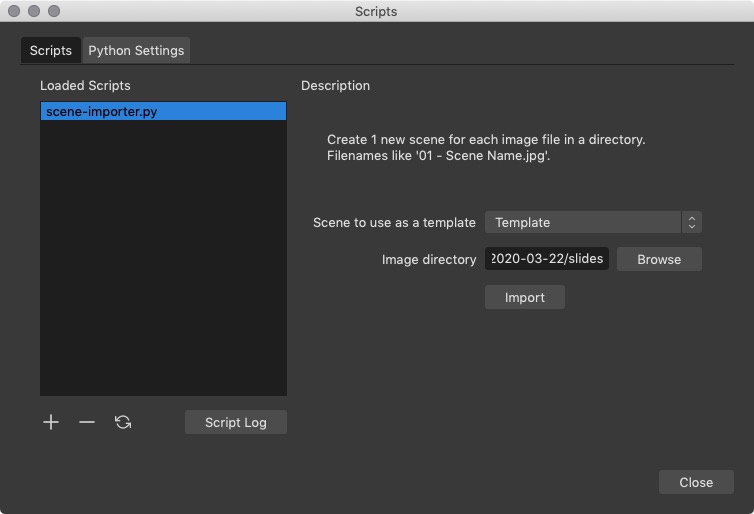 Scripts
Scripts
Python Settings
Loaded Scripts
Description
scene-importer.py
Create 1 new scene for each image file in a directory.
Filenames like '01 - Scene Name.jpg'.
Scene to use as a template
Template
Image directory
2020-03-22/slides
Browse
Import
Script Log
Close